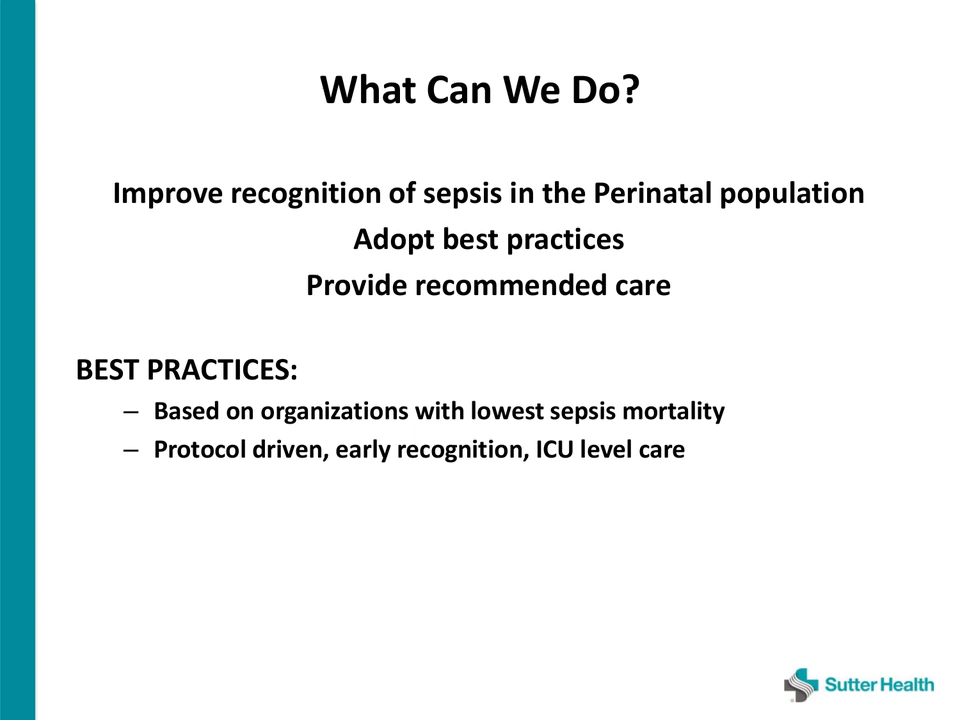 What Can We Do?
Improve recognition of sepsis in the Perinatal population
Adopt best practices
Provide recommended care
BEST PRACTICES:
– Based on organizations with lowest sepsis mortality
– Protocol driven, early recognition, ICU level care
Sutter Health